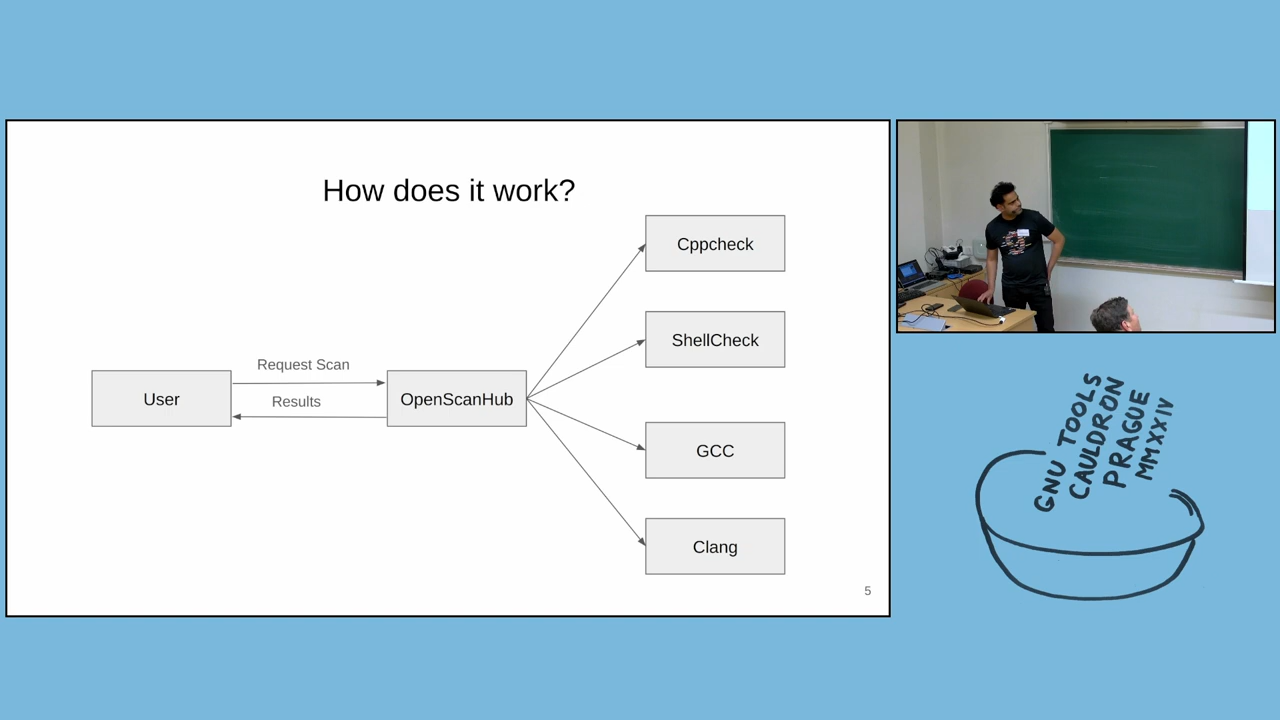 How does it work?
Cppcheck
ShellCheck
Request Scan
User
Results
OpenScanHub
GCC
Clang
5
GNU TOOLS
CAULDRON
PRAGUE
MMXXIV